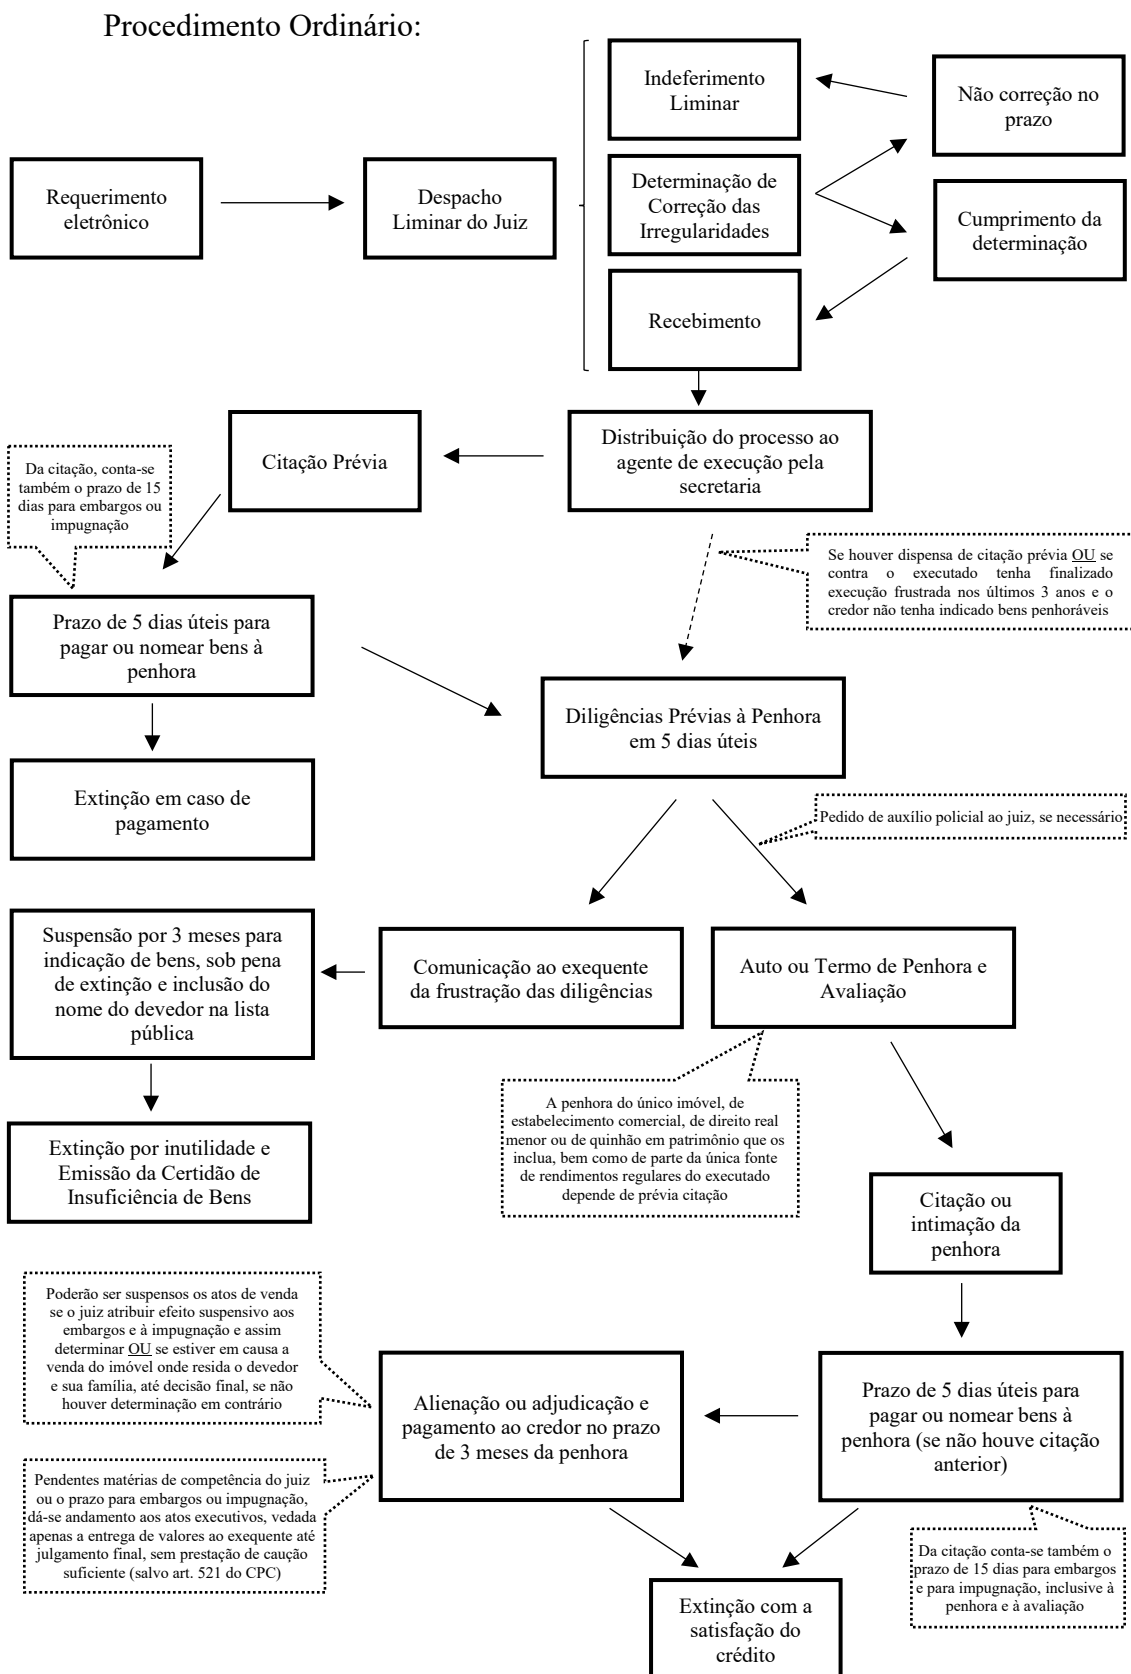 Procedimento Ordinário:
Indeferimento
Liminar
Não correção no
prazo
Requerimento
eletrônico
Despacho
Liminar do Juiz
Determinação de
Correção das
Irregularidades
Cumprimento da
determinação
Recebimento
Distribuição do processo ao
agente de execução pela
secretaria
Citação Prévia
Da citação, conta-se
também o prazo de 15
dias para embargos ou
impugnação
Se houver dispensa de citação prévia OU se
contra o executado tenha finalizado
execução frustrada nos últimos 3 anos e o
credor não tenha indicado bens penhoráveis
Prazo de 5 dias úteis para
pagar ou nomear bens à
penhora
Diligências Prévias à Penhora
em 5 dias úteis
Extinção em caso de
pagamento
Pedido de auxílio policial ao juiz, se necessário
Suspensão por 3 meses para
indicação de bens, sob pena
de extinção e inclusão do
nome do devedor na lista
pública
Comunicação ao exequente
da frustração das diligências
Auto ou Termo de Penhora e
Avaliação
A penhora do único imóvel, de
estabelecimento comercial, de direito real
menor ou de quinhão em patrimônio que os
inclua, bem como de parte da única fonte
de rendimentos regulares do executado
depende de prévia citação
Extinção por inutilidade e
Emissão da Certidão de
Insuficiência de Bens
Citação ou
intimação da
penhora
Poderão ser suspensos os atos de venda
se o juiz atribuir efeito suspensivo aos
embargos e à impugnação e assim
determinar OU se estiver em causa a
venda do imóvel onde resida o devedor
e sua família, até decisão final, se não
houver determinação em contrário
Alienação ou adjudicação e
pagamento ao credor no prazo
de 3 meses da penhora
Prazo de 5 dias úteis para
pagar ou nomear bens à
penhora (se não houve citação
anterior)
Pendentes matérias de competência do juiz
ou o prazo para embargos ou impugnação,
dá-se andamento aos atos executivos, vedada
apenas a entrega de valores ao exequente até
julgamento final, sem prestação de caução
suficiente (salvo art. 521 do CPC)
Da citação conta-se também o
prazo de 15 dias para embargos
e para impugnação, inclusive à
penhora e à avaliação
Extinção com a
satisfação do
crédito